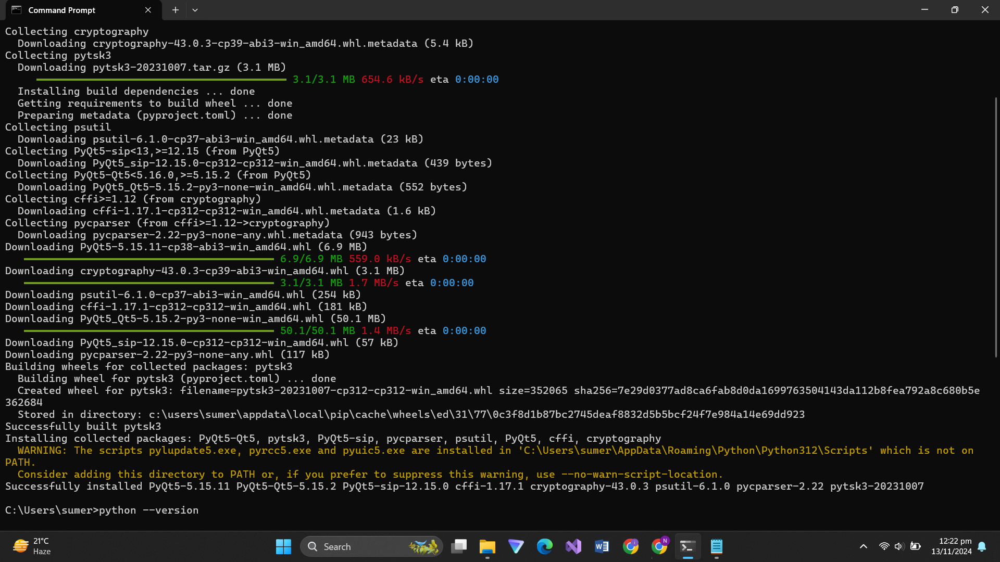 Command Prompt
Collecting cryptography
  Downloading cryptography-43.0.3-cp39-abi3-win_amd64.whl.metadata (5.4 kB)
Collecting pytsk3
  Downloading pytsk3-20231007.tar.gz (3.1 MB)
3.1/3.1 MB 654.6 kB/s eta 0:00:00
  Installing build dependencies ... done
  Getting requirements to build wheel ... done
  Preparing metadata (pyproject.toml) ... done
Collecting psutil
  Downloading psutil-6.1.0-cp37-abi3-win_amd64.whl.metadata (23 kB)
Collecting PyQt5-sip<13,>=12.15 (from PyQt5)
  Downloading PyQt5_sip-12.15.0-cp312-cp312-win_amd64.whl.metadata (439 bytes)
Collecting PyQt5-Qt5<5.16.0,>=5.15.2 (from PyQt5)
  Downloading PyQt5_Qt5-5.15.2-py3-none-win_amd64.whl.metadata (552 bytes)
Collecting cffi>=1.12 (from cryptography)
  Downloading cffi-1.17.1-cp312-cp312-win_amd64.whl.metadata (1.6 kB)
Collecting pycparser (from cffi>=1.12->cryptography)
  Downloading pycparser-2.22-py3-none-any.whl.metadata (943 bytes)
Downloading PyQt5-5.15.11-cp38-abi3-win_amd64.whl (6.9 MB)
6.9/6.9 MB 559.0 kB/s eta 0:00:00
Downloading cryptography-43.0.3-cp39-abi3-win_amd64.whl (3.1 MB)
3.1/3.1 MB 1.7 MB/s eta 0:00:00
Downloading psutil-6.1.0-cp37-abi3-win_amd64.whl (254 kB)
Downloading cffi-1.17.1-cp312-cp312-win_amd64.whl (181 kB)
Downloading PyQt5_Qt5-5.15.2-py3-none-win_amd64.whl (50.1 MB)
50.1/50.1 MB 1.4 MB/s eta 0:00:00
Downloading PyQt5_sip-12.15.0-cp312-cp312-win_amd64.whl (57 kB)
Downloading pycparser-2.22-py3-none-any.whl (117 kB)
Building wheels for collected packages: pytsk3
  Building wheel for pytsk3 (pyproject.toml) ... done
  Created wheel for pytsk3: filename=pytsk3-20231007-cp312-cp312-win_amd64.whl size=352065 sha256=7e29d0377ad8ca6fab8d0da1699763504143da112b8fea792a8c680b5e
362684
  Stored in directory: c:\users\sumer\appdata\local\pip\cache\wheels\ed\31\77\0c3f8d1b87bc2745deaf8832d5b5bcf24f7e984a14e69dd923
Successfully built pytsk3
Installing collected packages: PyQt5-Qt5, pytsk3, PyQt5-sip, pycparser, psutil, PyQt5, cffi, cryptography
  WARNING: The scripts pylupdate5.exe, pyrcc5.exe and pyuic5.exe are installed in 'C:\Users\sumer\AppData\Roaming\Python\Python312\Scripts' which is not on
PATH.
  Consider adding this directory to PATH or, if you prefer to suppress this warning, use --no-warn-script-location.
Successfully installed PyQt5-5.15.11 PyQt5-Qt5-5.15.2 PyQt5-sip-12.15.0 cffi-1.17.1 cryptography-43.0.3 psutil-6.1.0 pycparser-2.22 pytsk3-20231007
C:\Users\sumer>python --version
21°C
Haze
Search
W
N
12:22 pm
13/11/2024